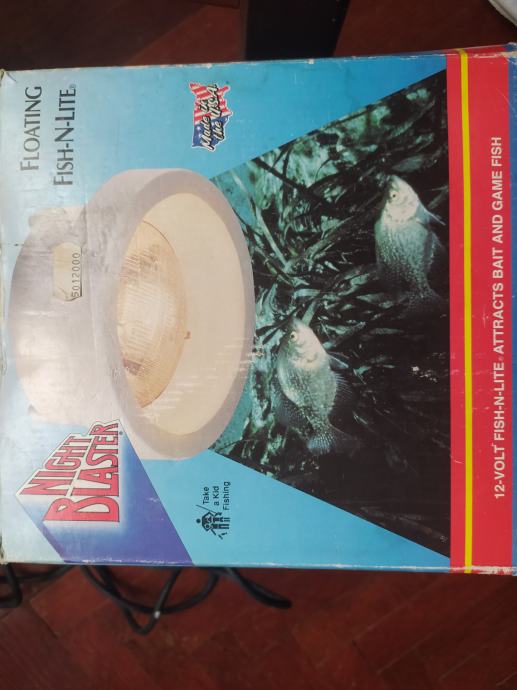 FLOATING
FISH-N-LITE®
Made in
the U.S.A.
5012000
NIGHT
BLASTER
Take
a Kid
Fishing
12-VOLT FISH-N-LITE® ATTRACTS BAIT AND GAME FISH